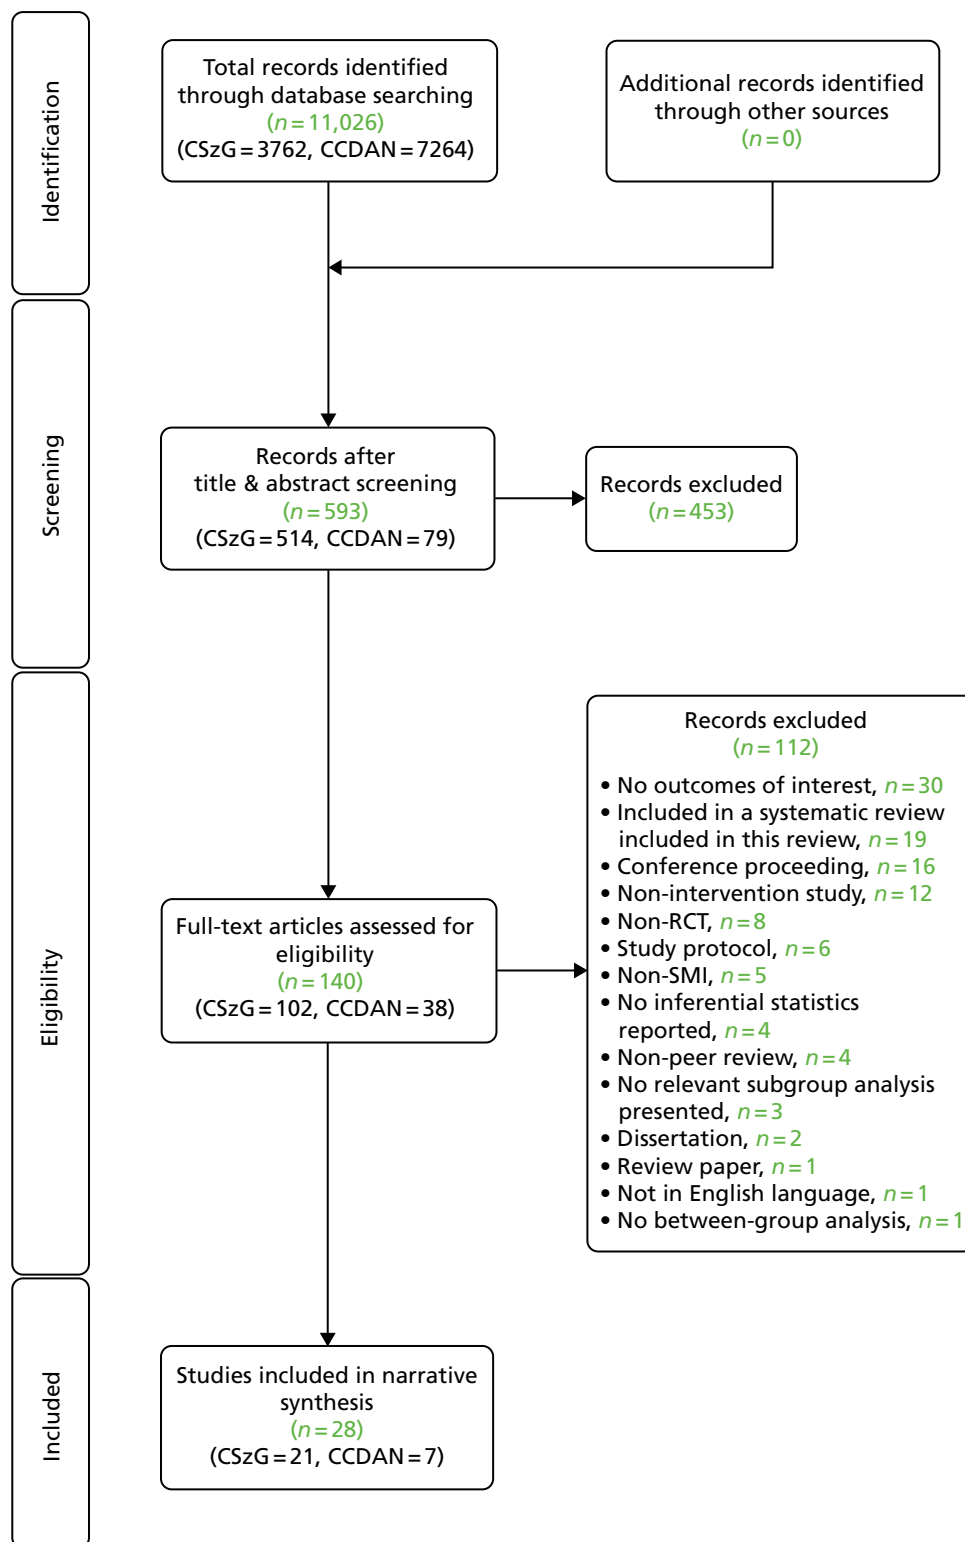 Identification
Total records identified
through database searching
(n = 11,026)
(CSzG = 3762, CCDAN = 7264)
Additional records identified
through other sources
(n = 0)
Screening
Records after
title & abstract screening
(n = 593)
(CSzG = 514, CCDAN = 79)
Records excluded
(n = 453)
Eligibility
Full-text articles assessed for
eligibility
(n = 140)
(CSzG = 102, CCDAN = 38)
Records excluded
(n = 112)
• No outcomes of interest, n = 30
• Included in a systematic review
included in this review, n = 19
• Conference proceeding, n = 16
• Non-intervention study, n = 12
• Non-RCT, n = 8
• Study protocol, n = 6
• Non-SMI, n = 5
• No inferential statistics
reported, n = 4
• Non-peer review, n = 4
• No relevant subgroup analysis
presented, n = 3
• Dissertation, n = 2
• Review paper, n = 1
• Not in English language, n = 1
• No between-group analysis, n = 1
Included
Studies included in narrative
synthesis
(n = 28)
(CSzG = 21, CCDAN = 7)